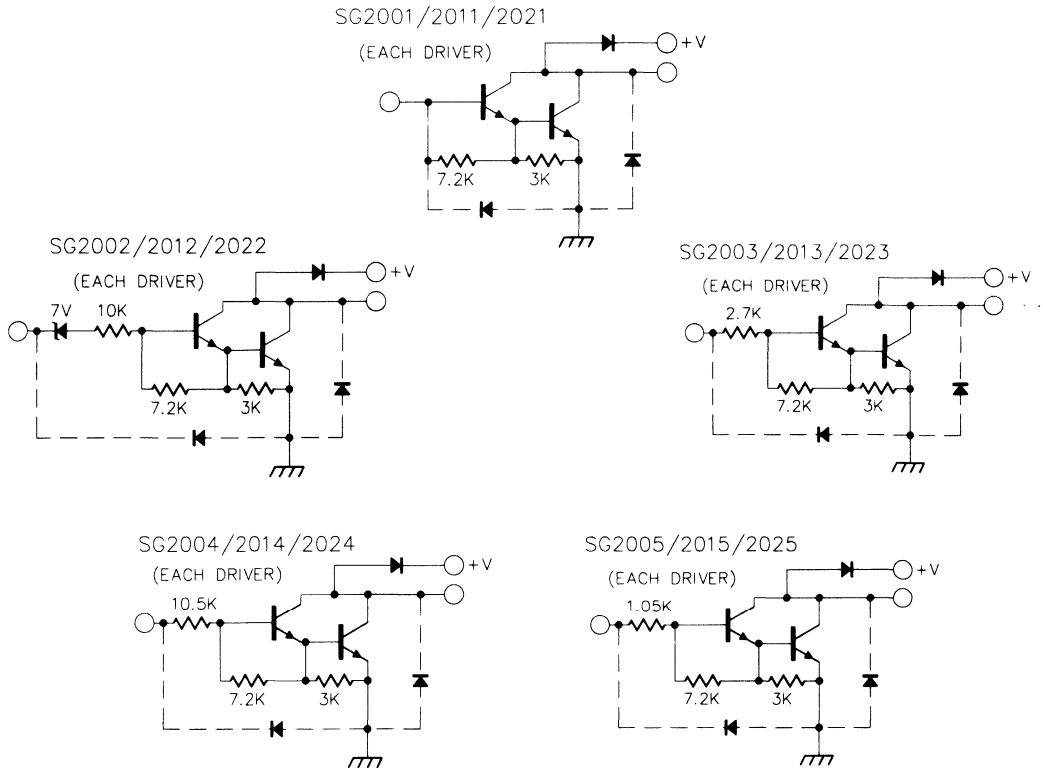 SG2001/2011/2021
(EACH DRIVER)
+V
7.2K
3K
SG2002/2012/2022
(EACH DRIVER)
+V
7V
10K
7.2K
3K
SG2003/2013/2023
(EACH DRIVER)
+V
2.7K
7.2K
3K
SG2004/2014/2024
(EACH DRIVER)
+V
10.5K
7.2K
3K
SG2005/2015/2025
(EACH DRIVER)
+V
1.05K
7.2K
3K